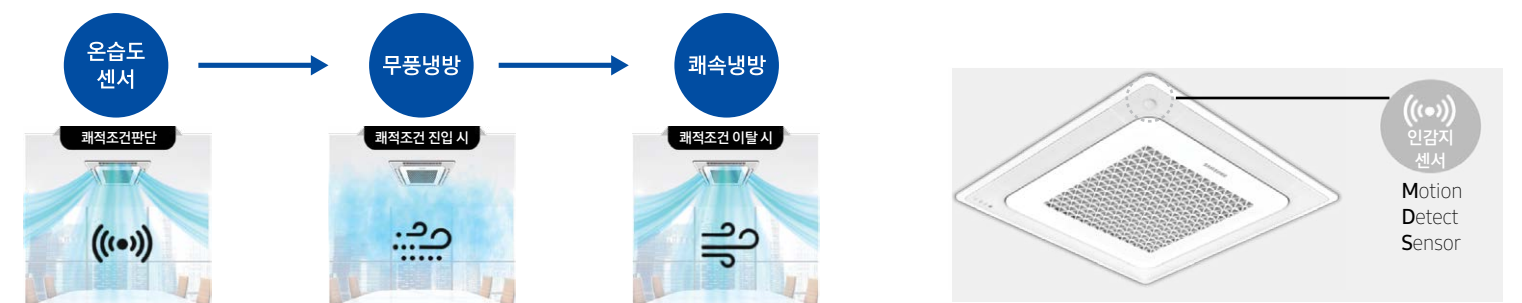 온습도
센서
무풍냉방
쾌속냉방
쾌적조건판단
쾌적조건 진입 시
쾌적조건 이탈 시
SAMSUNG
인감지
센서
Motion
Detect
Sensor